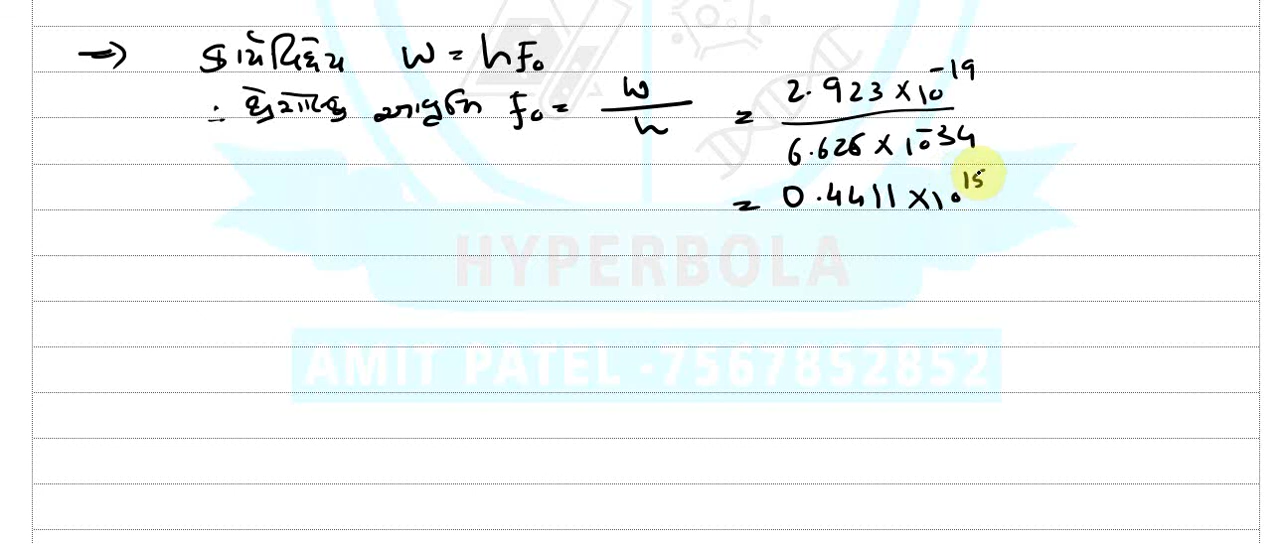 → કાર્યવિધેય W = hf₀
∴ થ્રેશોલ્ડ આવૃત્તિ f₀ = W/h = 2.923 × 10⁻¹⁹ / 6.626 × 10⁻³⁴
= 0.4411 × 10¹⁵
HYPERBOLA
AMIT PATEL -7567852852